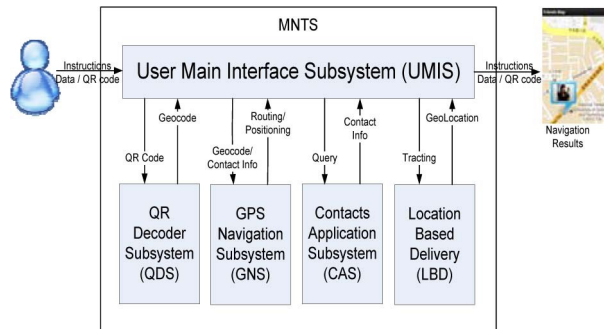 MNTS
Instructions
Data / QR code
User Main Interface Subsystem (UMIS)
Instructions
Data / QR code
Navigation
Results
QR Code
Geocode
Geocode/
Contact Info
Routing/
Positioning
Query
Contact
Info
Tracting
GeoLocation
QR
Decoder
Subsystem
(QDS)
GPS
Navigation
Subsystem
(GNS)
Contacts
Application
Subsystem
(CAS)
Location
Based
Delivery
(LBD)